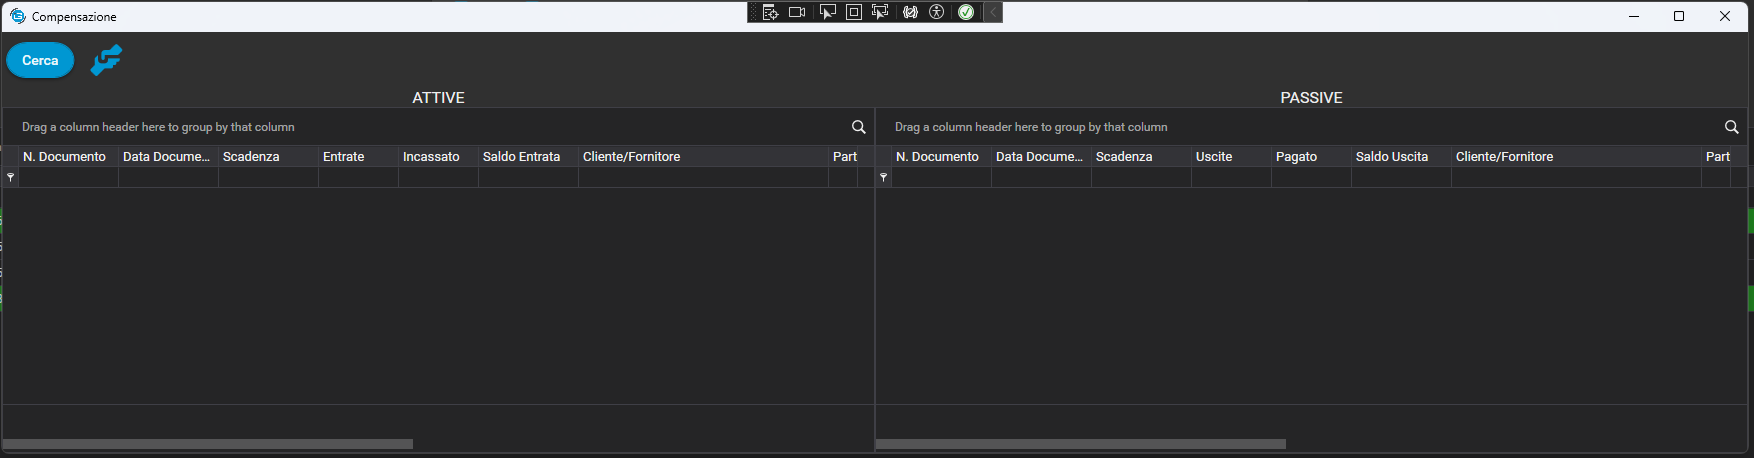 Compensazione
Cerca
ATTIVE
PASSIVE
Drag a column header here to group by that column
Drag a column header here to group by that column
N. Documento Data Docume... Scadenza Entrate Incassato Saldo Entrata Cliente/Fornitore Part
N. Documento Data Docume... Scadenza Uscite Pagato Saldo Uscita Cliente/Fornitore Part